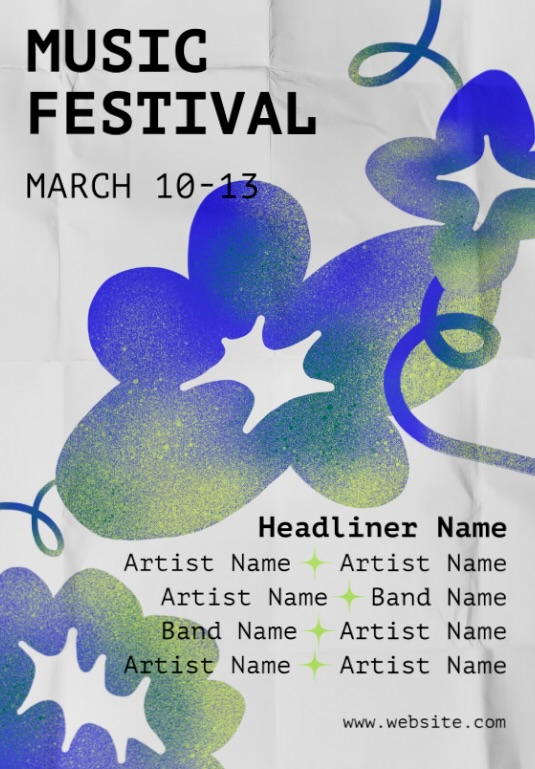 MUSIC
FESTIVAL
MARCH 10-13
Headliner Name
Artist Name Artist Name
Artist Name Band Name
Band Name Artist Name
Artist Name Artist Name
www.website.com